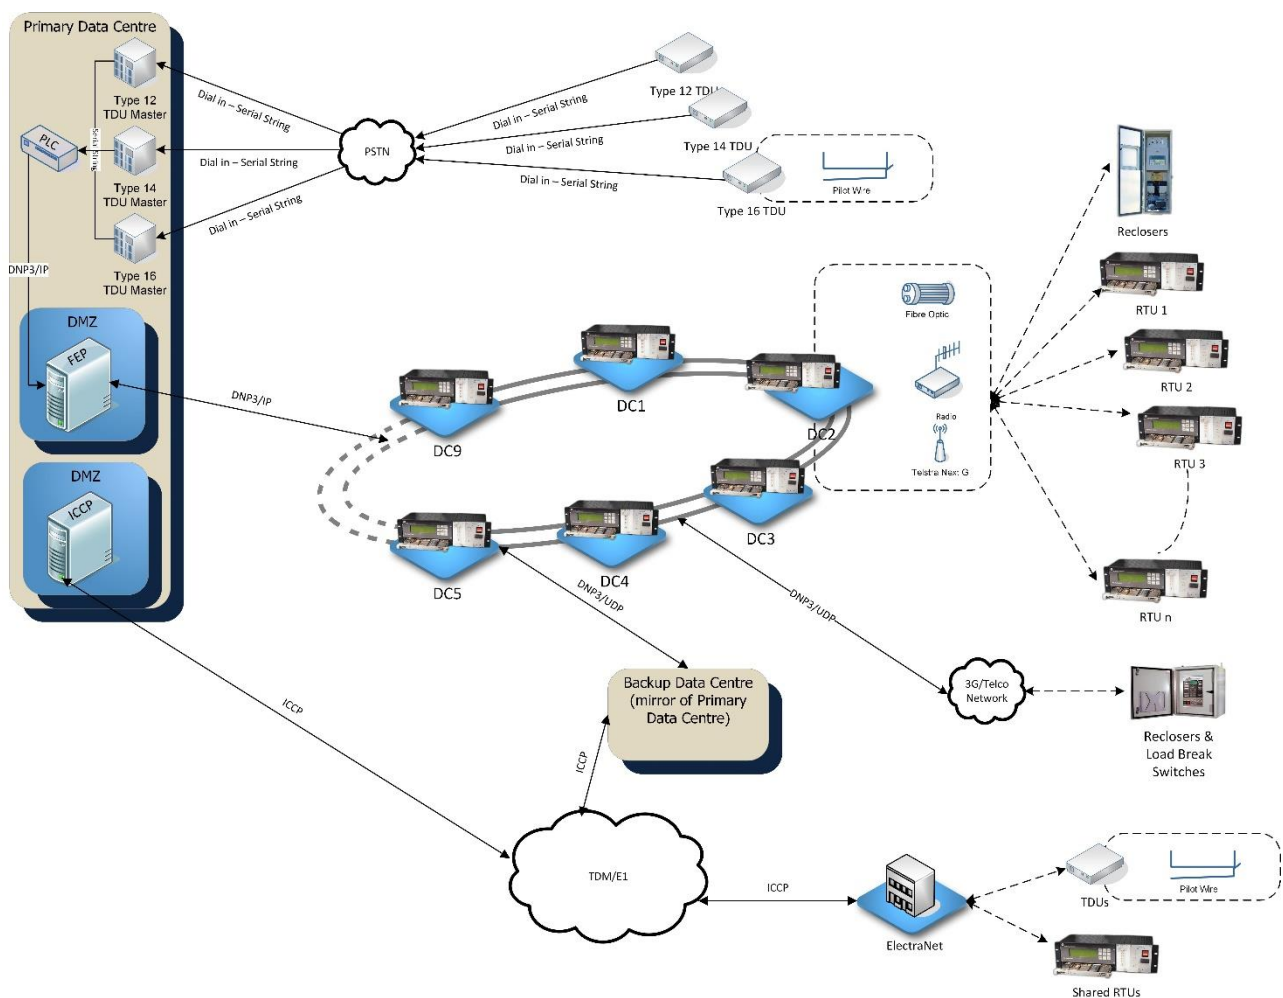 Primary Data Centre
Type 12
TDU Master
PLC
Serial String
Type 14
TDU Master
Type 16
TDU Master
DNP3/IP
DMZ
FEP
DMZ
ICCP
Dial in – Serial String
Dial in – Serial String
Dial in – Serial String
PSTN
Dial in – Serial String
Dial in – Serial String
Dial in – Serial String
Type 12 TDU
Type 14 TDU
Type 16 TDU
Pilot Wire
DNP3/IP
DC9
DC1
DC2
DC3
DC4
DC5
Fibre Optic
Radio
Telstra Next G
Reclosers
RTU 1
RTU 2
RTU 3
RTU n
DNP3/UDP
DNP3/UDP
3G/Telco
Network
Reclosers &
Load Break
Switches
Backup Data Centre
(mirror of Primary
Data Centre)
ICCP
ICCP
TDM/E1
ICCP
ElectraNet
TDUs
Pilot Wire
Shared RTUs